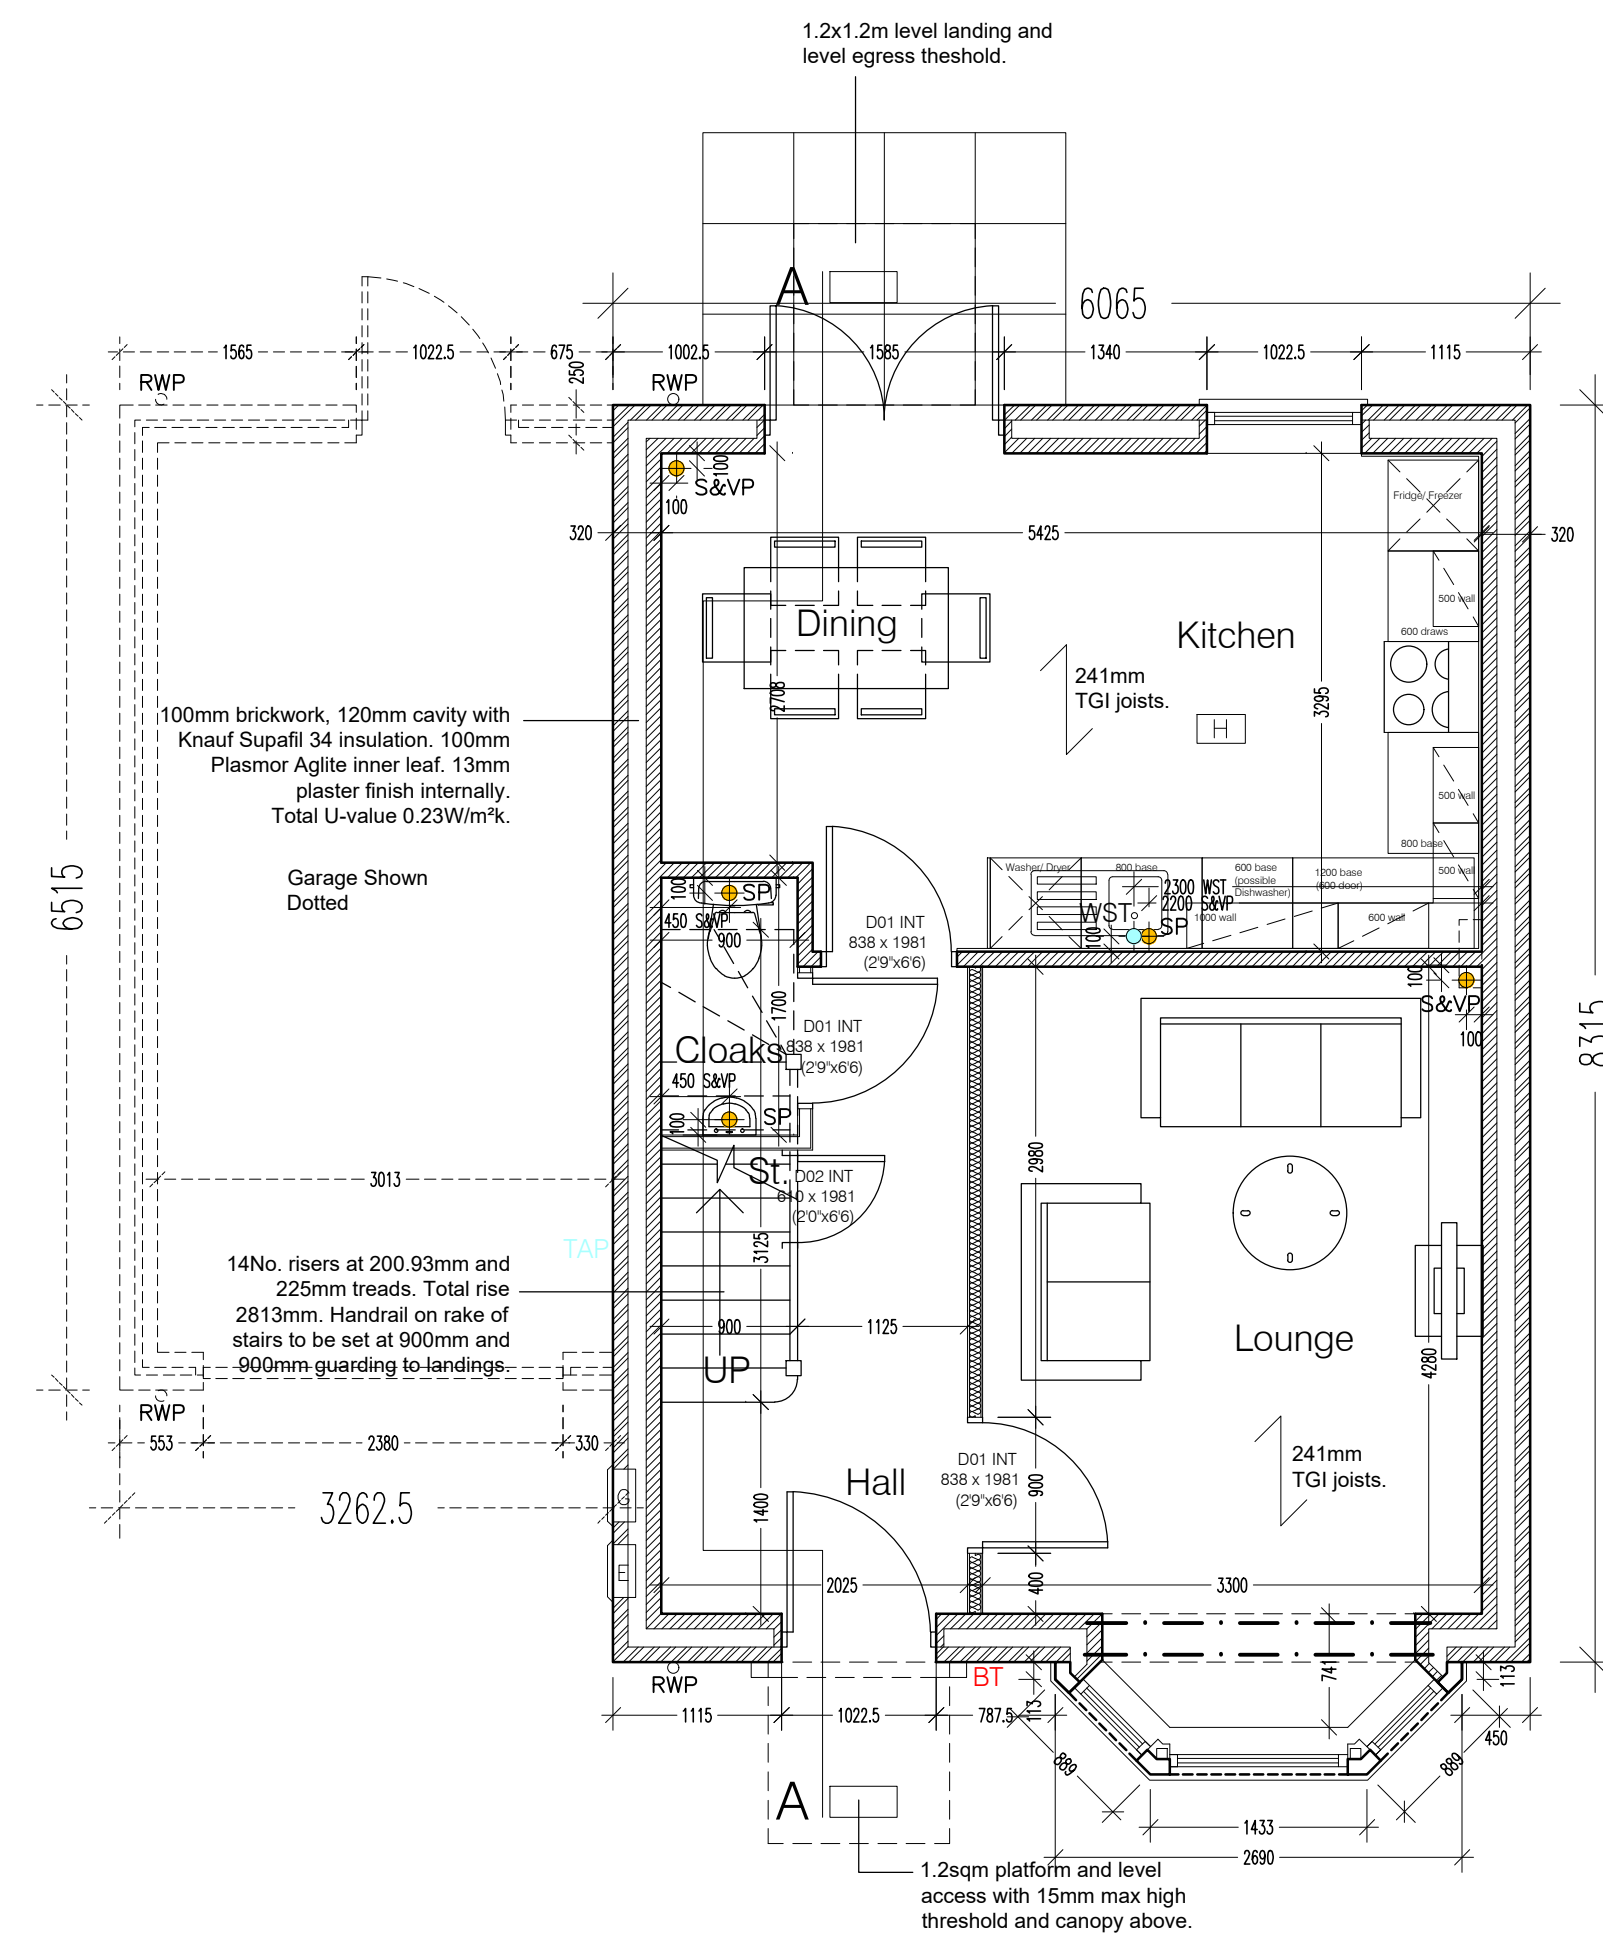 1.2x1.2m level landing and
level egress theshold.
A
6065
1565
1022.5
675
1002.5
1585
1340
1022.5
1115
250
RWP
RWP
100
S&VP
100
Fridge/ Freezer
320
5425
320
500 wall
600 draws
Dining
Kitchen
241mm
TGI joists.
2708
3295
H
100mm brickwork, 120mm cavity with
Knauf Supafil 34 insulation. 100mm
Plasmor Aglite inner leaf. 13mm
plaster finish internally.
Total U-value 0.23W/m²k.
500 wall
800 base
500 wall
Garage Shown
Dotted
6515
Washer/ Dryer
800 base
600 base
(possible
Dishwasher)
1200 base
(600 door)
2300 WST
2200 S&VP
WST
SP
1000 wall
600 wall
100
100
SP
450 S&VP
900
D01 INT
838 x 1981
(2'9"x6'6)
100
S&VP
100
8315
1700
D01 INT
838 x 1981
(2'9"x6'6)
Cloaks
450 S&VP
100
SP
St.
D02 INT
610 x 1981
(2'0"x6'6)
2980
3013
TAP
3125
14No. risers at 200.93mm and
225mm treads. Total rise
2813mm. Handrail on rake of
stairs to be set at 900mm and
900mm guarding to landings.
900
1125
UP
Lounge
4280
RWP
553
2380
330
3262.5
G
E
Hall
1400
D01 INT
838 x 1981
(2'9"x6'6)
900
241mm
TGI joists.
2025
400
3300
RWP
BT
741
113
113
1115
1022.5
787.5
450
889
889
A
1433
2690
1.2sqm platform and level
access with 15mm max high
threshold and canopy above.